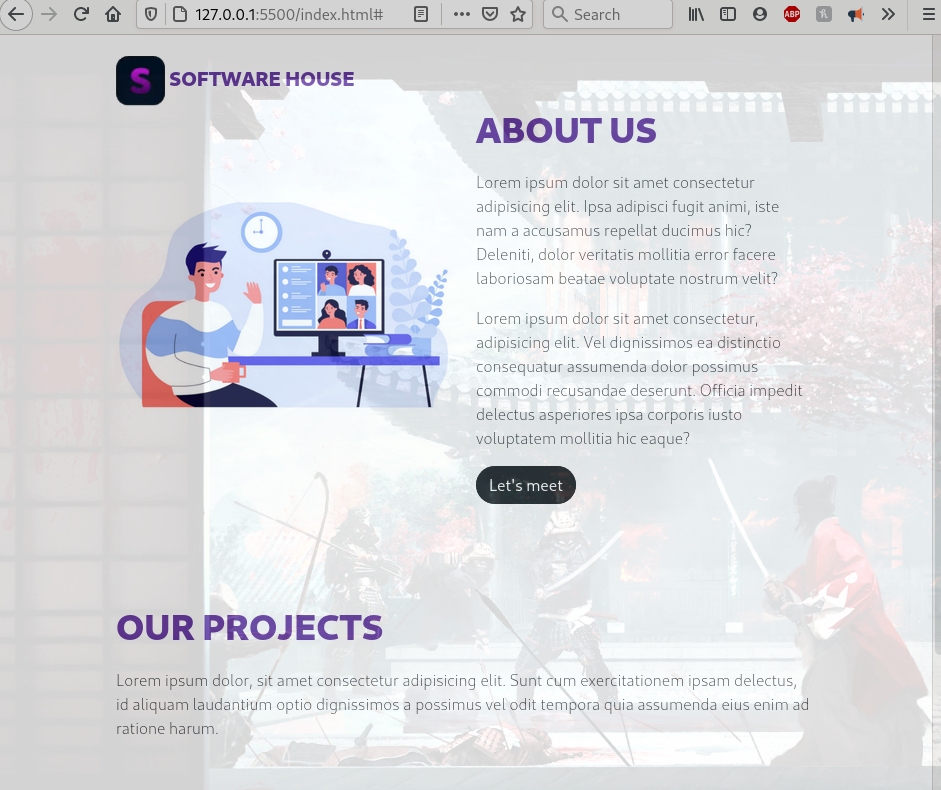 127.0.0.1:5500/index.html#
Search
ABP
S SOFTWARE HOUSE
ABOUT US
Lorem ipsum dolor sit amet consectetur
adipisicing elit. Ipsa adipisci fugit animi, iste
nam a accusamus repellat ducimus hic?
Deleniti, dolor veritatis mollitia error facere
laboriosam beatae voluptate nostrum velit?
Lorem ipsum dolor sit amet consectetur,
adipisicing elit. Vel dignissimos ea distinctio
consequatur assumenda dolor possimus
commodi recusandae deserunt. Officia impedit
delectus asperiores ipsa corporis iusto
voluptatem mollitia hic eaque?
Let's meet
OUR PROJECTS
Lorem ipsum dolor, sit amet consectetur adipisicing elit. Sunt cum exercitationem ipsam delectus,
id aliquam laudantium optio dignissimos a possimus vel odit tempora quia assumenda eius enim ad
ratione harum.